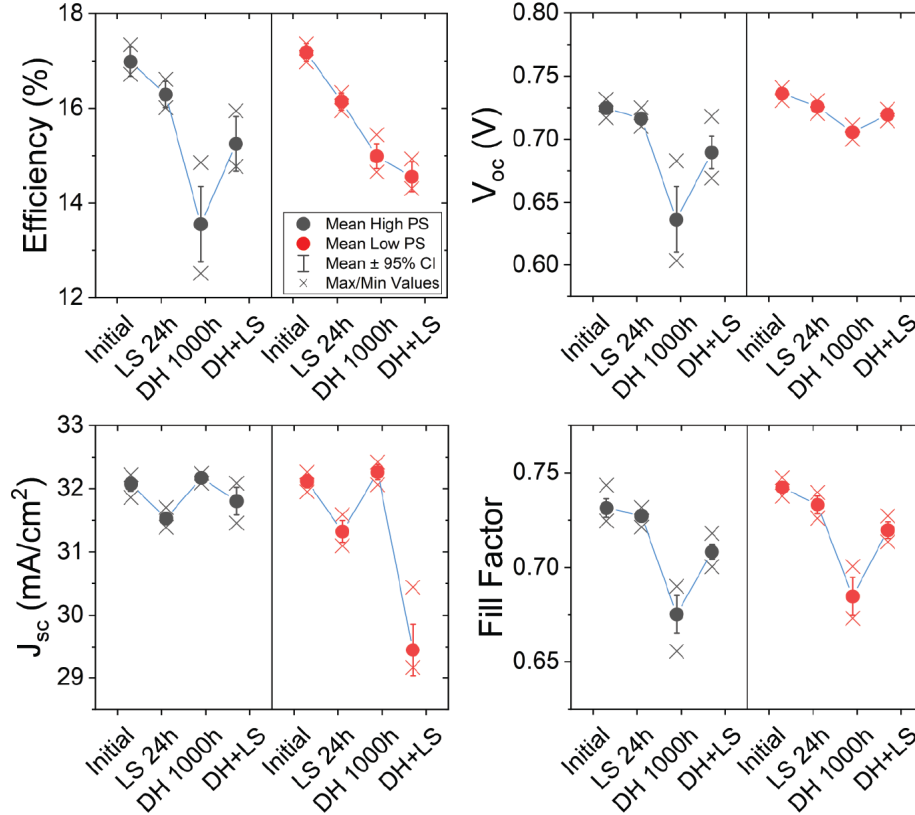 Efficiency (%)
18
16
14
12
Mean High PS
Mean Low PS
Mean ± 95% CI
Max/Min Values
Initial
LS 24h
DH 1000h
DH+LS
Initial
LS 24h
DH 1000h
DH+LS
Voc (V)
0.80
0.75
0.70
0.65
0.60
Initial
LS 24h
DH 1000h
DH+LS
Initial
LS 24h
DH 1000h
DH+LS
Jsc (mA/cm²)
33
32
31
30
29
Initial
LS 24h
DH 1000h
DH+LS
Initial
LS 24h
DH 1000h
DH+LS
Fill Factor
0.75
0.70
0.65
Initial
LS 24h
DH 1000h
DH+LS
Initial
LS 24h
DH 1000h
DH+LS